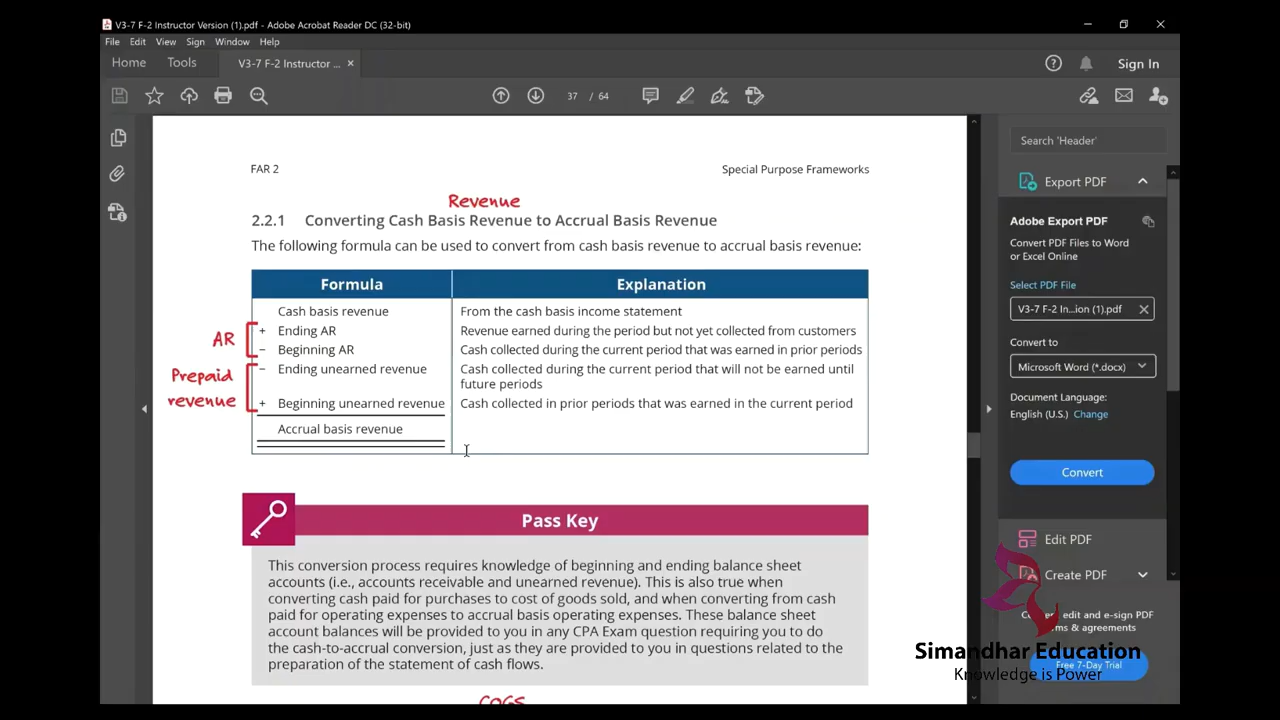 V3-7 F-2 Instructor Version (1).pdf - Adobe Acrobat Reader DC (32-bit)
File Edit View Sign Window Help
Home Tools V3-7 F-2 Instructor ... × Sign In
37 / 64
Search 'Header'
Export PDF
Adobe Export PDF
Convert PDF Files to Word
or Excel Online
Select PDF File
V3-7 F-2 In...ion (1).pdf
Convert to
Microsoft Word (*.docx)
Document Language:
English (U.S.) Change
Convert
Edit PDF
Create PDF
edit and e-sign PDF
ms & agreements
Free 7-Day Trial
Simandhar Education
Knowledge is Power
FAR 2 Special Purpose Frameworks
Revenue
2.2.1 Converting Cash Basis Revenue to Accrual Basis Revenue
The following formula can be used to convert from cash basis revenue to accrual basis revenue:
Formula Explanation
Cash basis revenue From the cash basis income statement
+ Ending AR Revenue earned during the period but not yet collected from customers
AR
− Beginning AR Cash collected during the current period that was earned in prior periods
− Ending unearned revenue Cash collected during the current period that will not be earned until
future periods
Prepaid
revenue
+ Beginning unearned revenue Cash collected in prior periods that was earned in the current period
Accrual basis revenue
Pass Key
This conversion process requires knowledge of beginning and ending balance sheet
accounts (i.e., accounts receivable and unearned revenue). This is also true when
converting cash paid for purchases to cost of goods sold, and when converting from cash
paid for operating expenses to accrual basis operating expenses. These balance sheet
account balances will be provided to you in any CPA Exam question requiring you to do
the cash-to-accrual conversion, just as they are provided to you in questions related to the
preparation of the statement of cash flows.
COGS